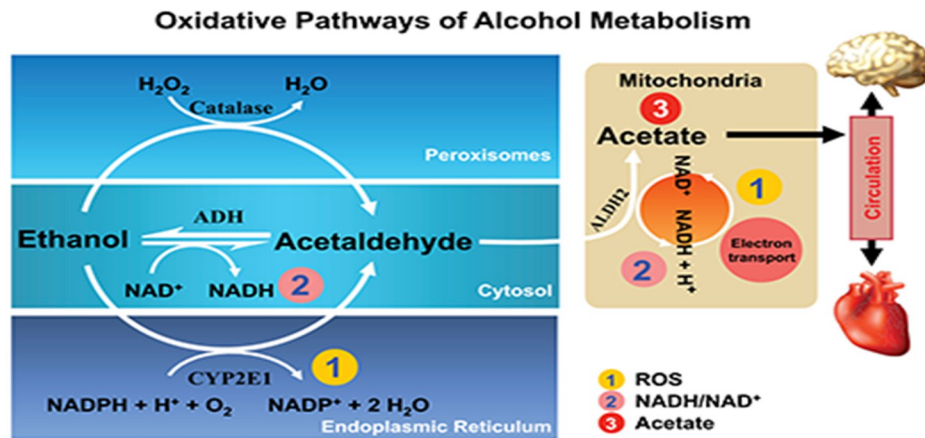 Oxidative Pathways of Alcohol Metabolism
H₂O₂
H₂O
Catalase
Peroxisomes
ADH
Ethanol
Acetaldehyde
NAD⁺
NADH
2
Cytosol
1
CYP2E1
NADPH + H⁺ + O₂
NADP⁺ + 2 H₂O
Endoplasmic Reticulum
Mitochondria
3
Acetate
ALDH2
NAD⁺
NADH + H⁺
1
2
Electron
transport
Circulation
1 ROS
2 NADH/NAD⁺
3 Acetate